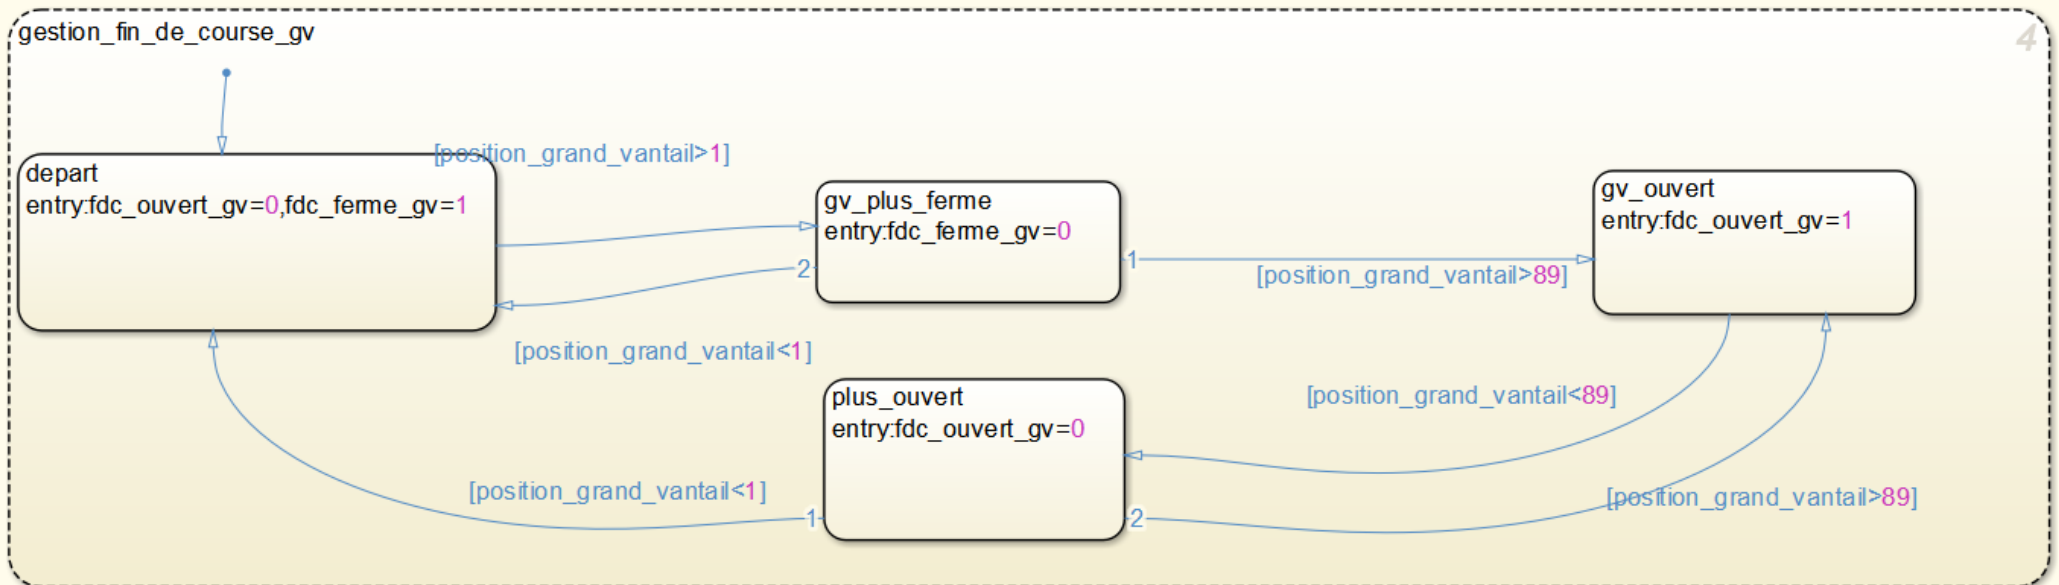 gestion_fin_de_course_gv
4
[position_grand_vantail>1]
depart
entry:fdc_ouvert_gv=0,fdc_ferme_gv=1
gv_plus_ferme
entry:fdc_ferme_gv=0
gv_ouvert
entry:fdc_ouvert_gv=1
2
1
[position_grand_vantail>89]
[position_grand_vantail<1]
plus_ouvert
entry:fdc_ouvert_gv=0
[position_grand_vantail<89]
[position_grand_vantail<1]
[position_grand_vantail>89]
1
2